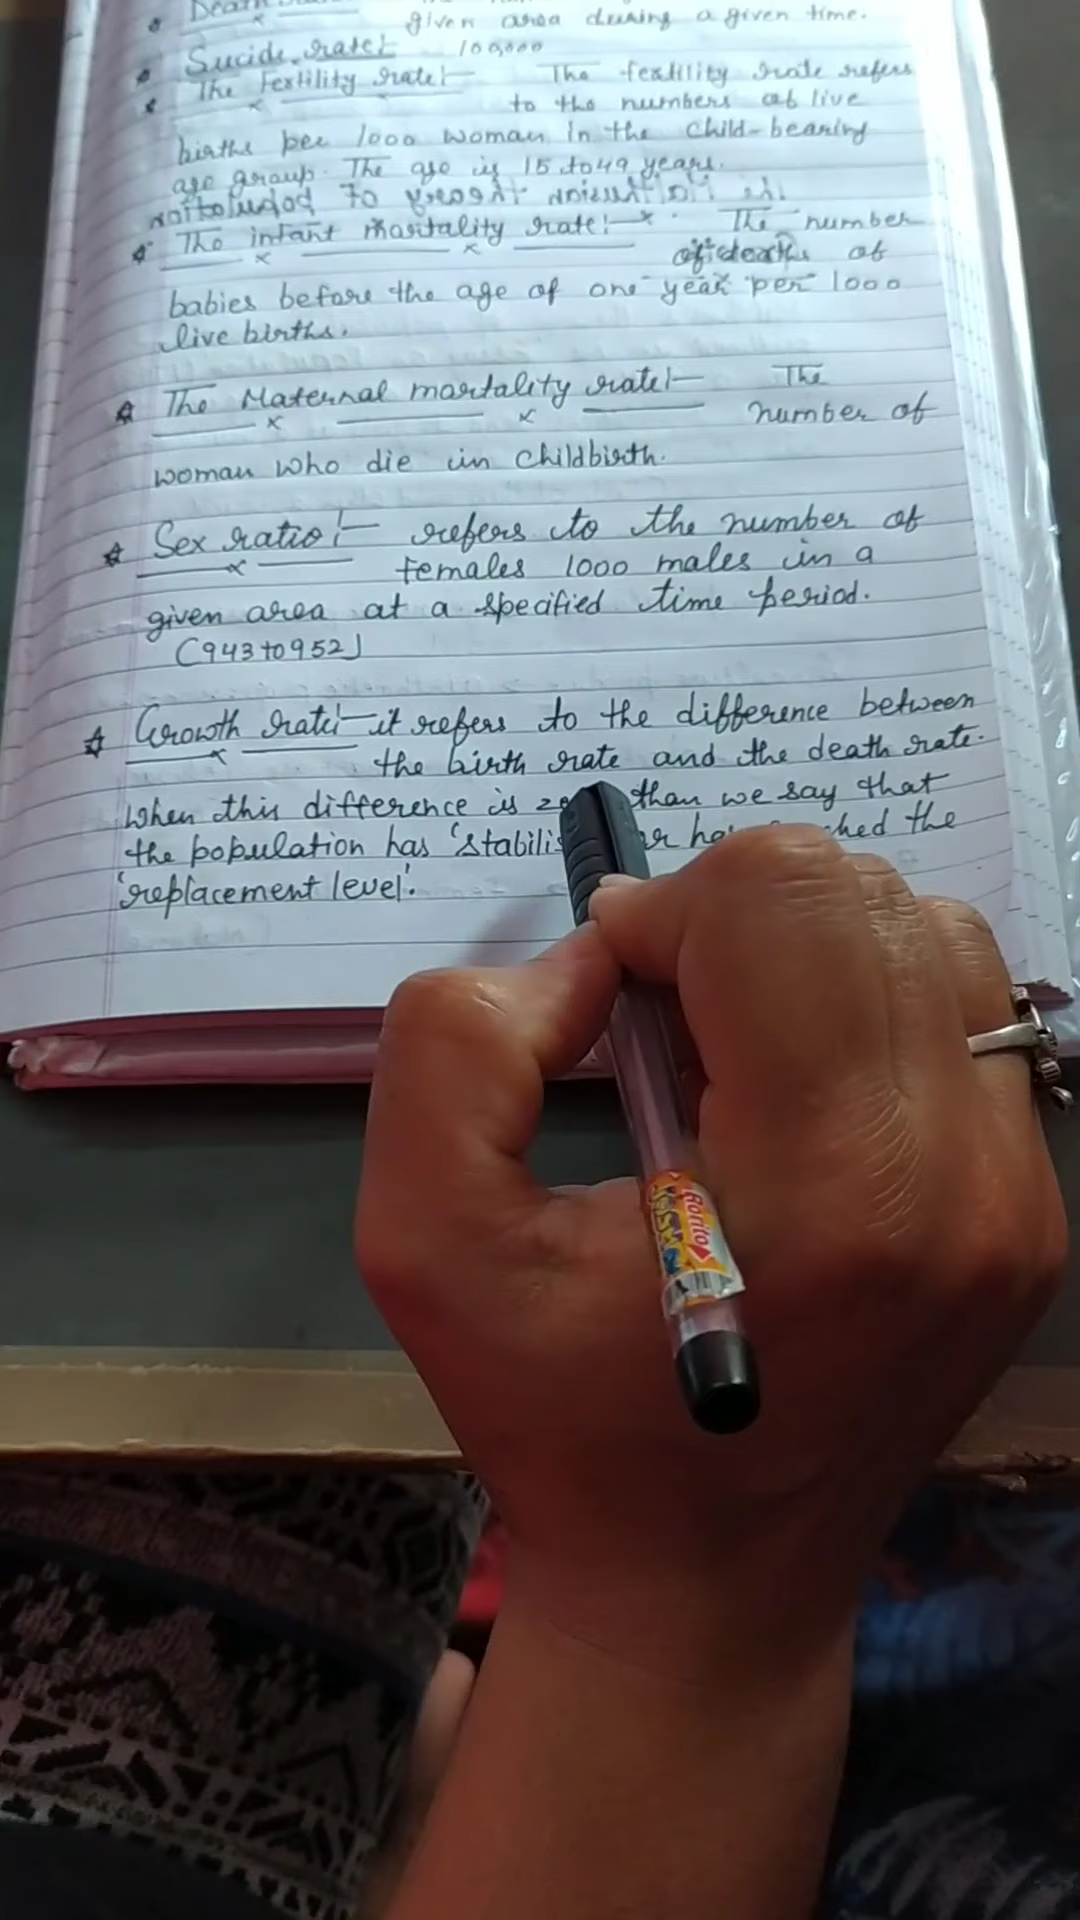 Death
given area during a given time.
Sucide rate:- 100,000
The Fertility rate:- The fertility rate refers
to the numbers of live
births per 1000 woman in the child-bearing
age group. The age is 15 to 49 years.
The infant mortality rate:- The number
of deaths of
babies before the age of one year per 1000
live births.
The Maternal mortality rate:- The
number of
woman who die in childbirth.
Sex ratio:- refers to the number of
females 1000 males in a
given area at a specified time period.
(943 to 952)
Growth rate:- it refers to the difference between
the birth rate and the death rate.
When this difference is than we say that
the population has the
'replacement level'.
Rorito